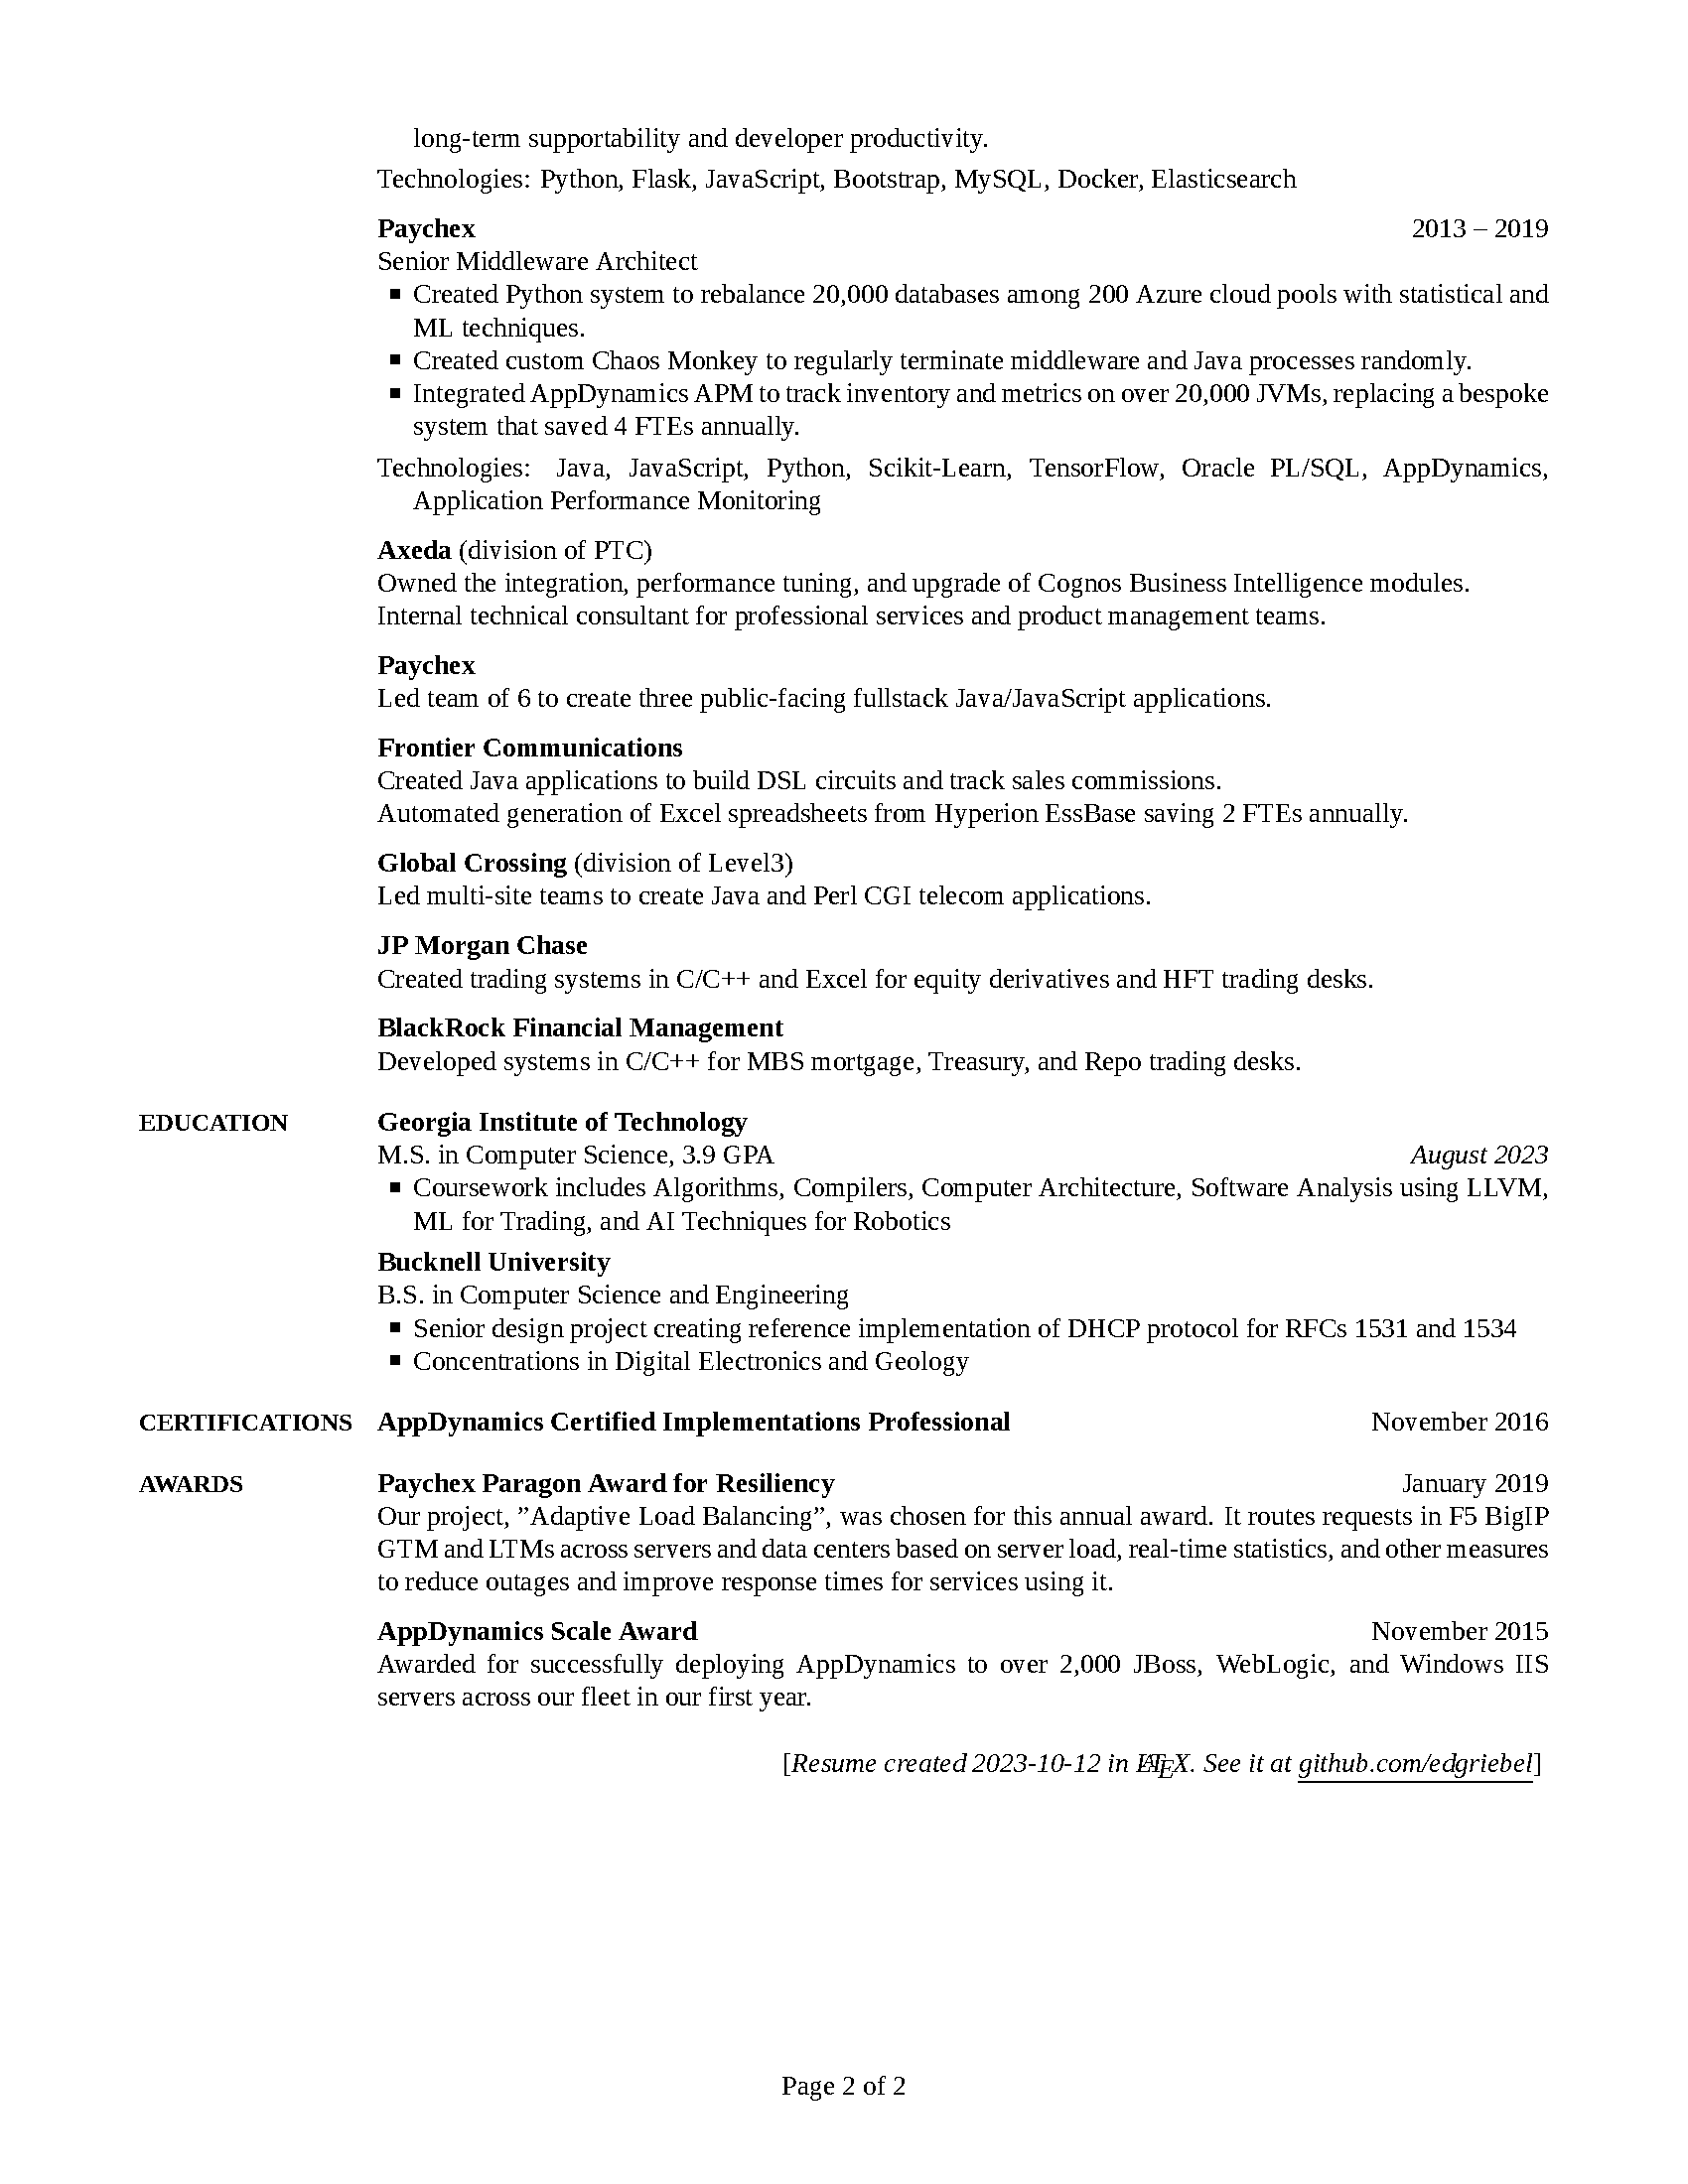 long-term supportability and developer productivity.
Technologies: Python, Flask, JavaScript, Bootstrap, MySQL, Docker, Elasticsearch
Paychex 2013 – 2019
Senior Middleware Architect
■ Created Python system to rebalance 20,000 databases among 200 Azure cloud pools with statistical and
ML techniques.
■ Created custom Chaos Monkey to regularly terminate middleware and Java processes randomly.
■ Integrated AppDynamics APM to track inventory and metrics on over 20,000 JVMs, replacing a bespoke
system that saved 4 FTEs annually.
Technologies: Java, JavaScript, Python, Scikit-Learn, TensorFlow, Oracle PL/SQL, AppDynamics,
Application Performance Monitoring
Axeda (division of PTC)
Owned the integration, performance tuning, and upgrade of Cognos Business Intelligence modules.
Internal technical consultant for professional services and product management teams.
Paychex
Led team of 6 to create three public-facing fullstack Java/JavaScript applications.
Frontier Communications
Created Java applications to build DSL circuits and track sales commissions.
Automated generation of Excel spreadsheets from Hyperion EssBase saving 2 FTEs annually.
Global Crossing (division of Level3)
Led multi-site teams to create Java and Perl CGI telecom applications.
JP Morgan Chase
Created trading systems in C/C++ and Excel for equity derivatives and HFT trading desks.
BlackRock Financial Management
Developed systems in C/C++ for MBS mortgage, Treasury, and Repo trading desks.
EDUCATION Georgia Institute of Technology
M.S. in Computer Science, 3.9 GPA August 2023
■ Coursework includes Algorithms, Compilers, Computer Architecture, Software Analysis using LLVM,
ML for Trading, and AI Techniques for Robotics
Bucknell University
B.S. in Computer Science and Engineering
■ Senior design project creating reference implementation of DHCP protocol for RFCs 1531 and 1534
■ Concentrations in Digital Electronics and Geology
CERTIFICATIONS AppDynamics Certified Implementations Professional November 2016
AWARDS Paychex Paragon Award for Resiliency January 2019
Our project, ”Adaptive Load Balancing”, was chosen for this annual award. It routes requests in F5 BigIP
GTM and LTMs across servers and data centers based on server load, real-time statistics, and other measures
to reduce outages and improve response times for services using it.
AppDynamics Scale Award November 2015
Awarded for successfully deploying AppDynamics to over 2,000 JBoss, WebLogic, and Windows IIS
servers across our fleet in our first year.
[Resume created 2023-10-12 in LATEX. See it at github.com/edgriebel]
Page 2 of 2